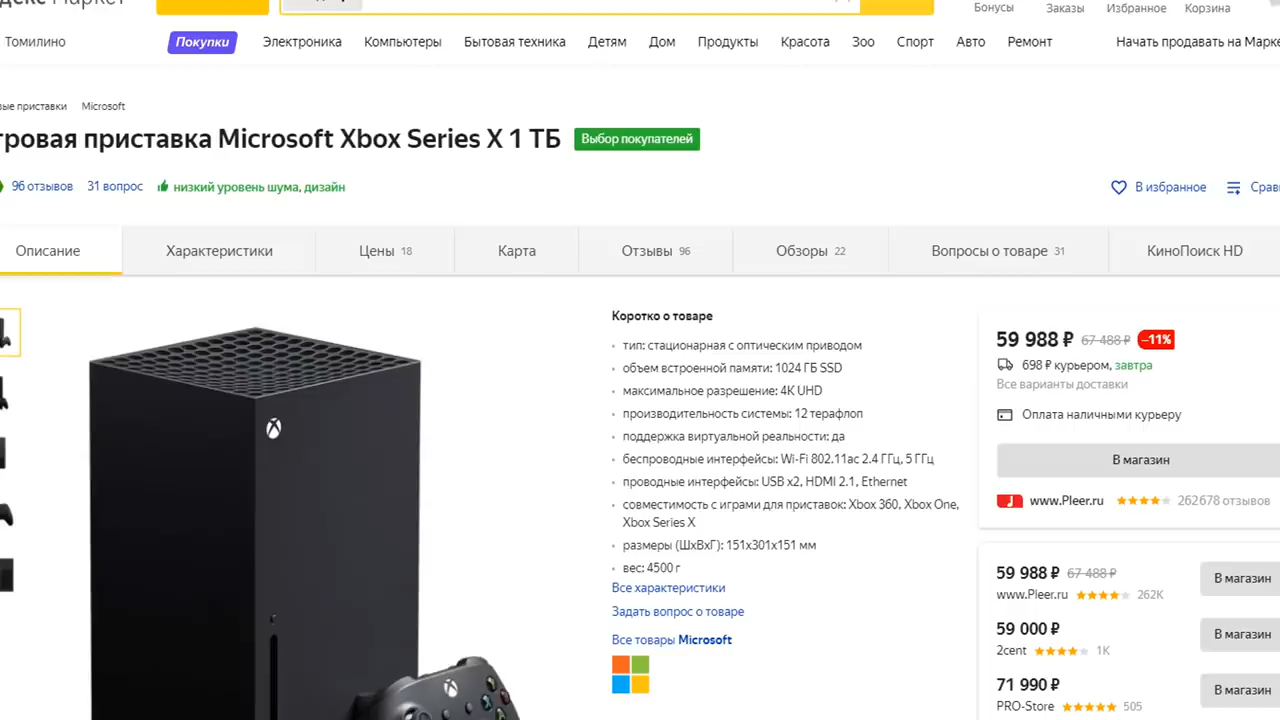 Маркет
Бонусы
Заказы
Избранное
Корзина
Томилино
Покупки
Электроника
Компьютеры
Бытовая техника
Детям
Дом
Продукты
Красота
Зоо
Спорт
Авто
Ремонт
Начать продавать на Марке
вые приставки
Microsoft
гровая приставка Microsoft Xbox Series X 1 ТБ
Выбор покупателей
96 отзывов
31 вопрос
низкий уровень шума, дизайн
В избранное
Срав
Описание
Характеристики
Цены 18
Карта
Отзывы 96
Обзоры 22
Вопросы о товаре 31
КиноПоиск HD
Коротко о товаре
тип: стационарная с оптическим приводом
объем встроенной памяти: 1024 ГБ SSD
максимальное разрешение: 4K UHD
производительность системы: 12 терафлоп
поддержка виртуальной реальности: да
беспроводные интерфейсы: Wi-Fi 802.11ac 2.4 ГГц, 5 ГГц
проводные интерфейсы: USB x2, HDMI 2.1, Ethernet
совместимость с играми для приставок: Xbox 360, Xbox One,
Xbox Series X
размеры (ШxВxГ): 151x301x151 мм
вес: 4500 г
Все характеристики
Задать вопрос о товаре
Все товары Microsoft
59 988 ₽ 67 488 ₽ –11%
698 ₽ курьером, завтра
Все варианты доставки
Оплата наличными курьеру
В магазин
www.Pleer.ru 262 678 отзывов
59 988 ₽ 67 488 ₽
www.Pleer.ru 262K
В магазин
59 000 ₽
2cent 1K
В магазин
71 990 ₽
PRO-Store 505
В магазин